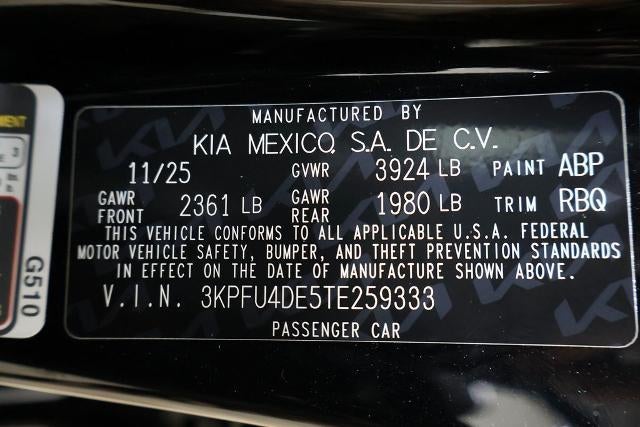 MANUFACTURED BY
KIA MEXICO, S.A. DE C.V.
11/25 GVWR 3924 LB PAINT ABP
GAWR FRONT 2361 LB GAWR REAR 1980 LB TRIM RBQ
THIS VEHICLE CONFORMS TO ALL APPLICABLE U.S.A. FEDERAL
MOTOR VEHICLE SAFETY, BUMPER, AND THEFT PREVENTION STANDARDS
IN EFFECT ON THE DATE OF MANUFACTURE SHOWN ABOVE.
V.I.N. 3KPFU4DE5TE259333
PASSENGER CAR
G510